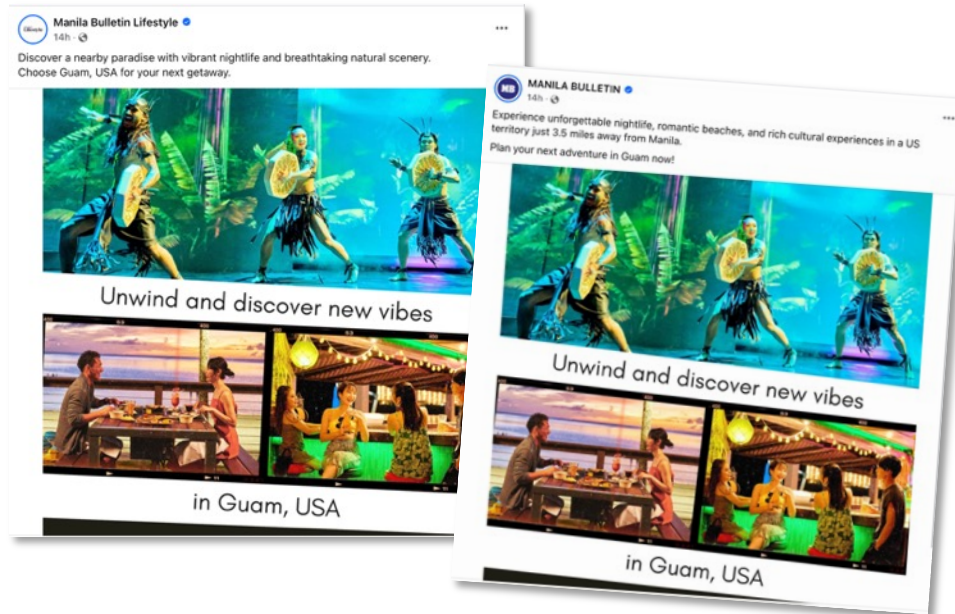 Manila Bulletin Lifestyle
14h
Discover a nearby paradise with vibrant nightlife and breathtaking natural scenery.
Choose Guam, USA for your next getaway.
Unwind and discover new vibes
in Guam, USA
MB
MANILA BULLETIN
14h
Experience unforgettable nightlife, romantic beaches, and rich cultural experiences in a US
territory just 3.5 miles away from Manila.
Plan your next adventure in Guam now!
Unwind and discover new vibes
in Guam, USA